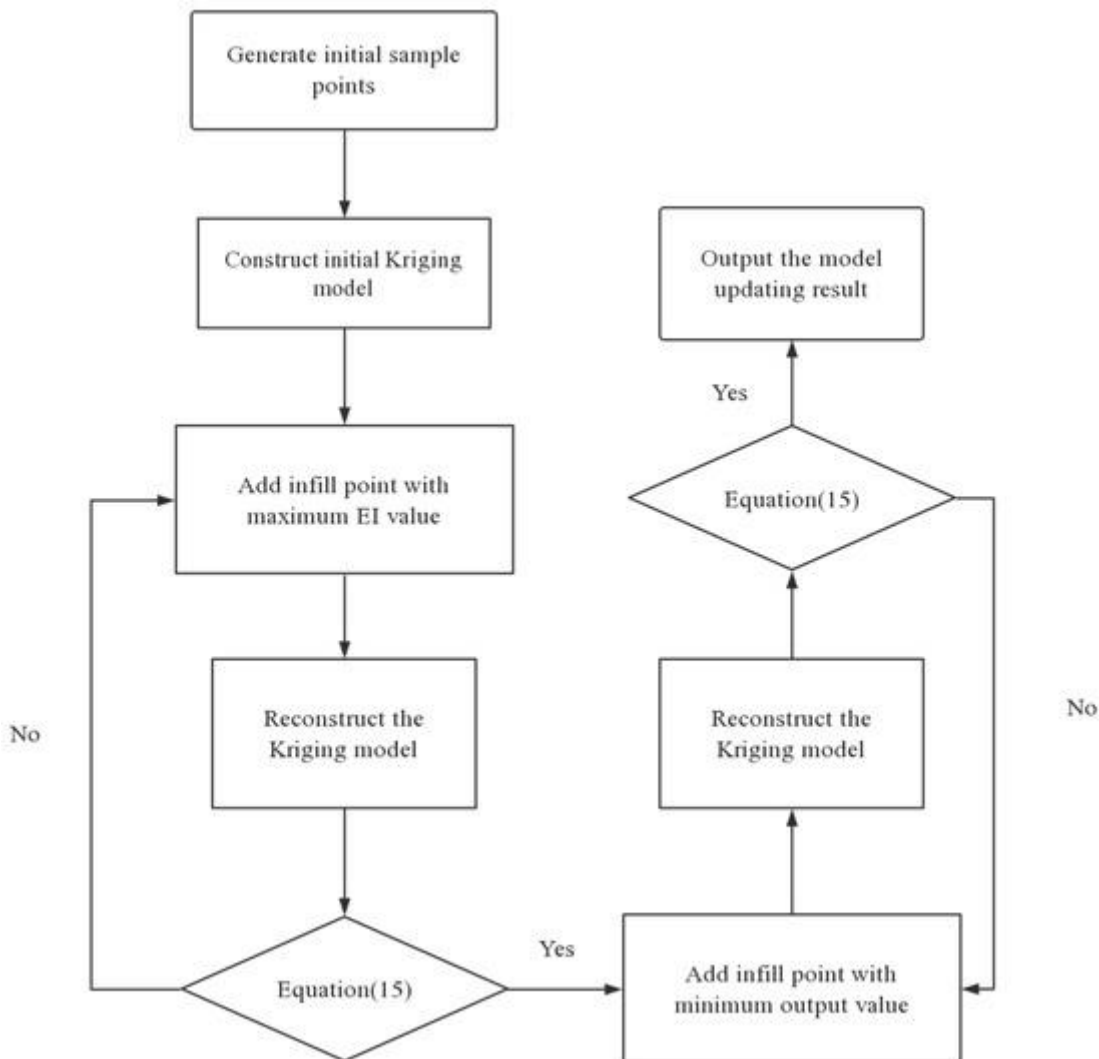 Generate initial sample
points
Construct initial Kriging
model
Add infill point with
maximum EI value
Reconstruct the
Kriging model
No
Equation(15)
Yes
Add infill point with
minimum output value
Reconstruct the
Kriging model
No
Equation(15)
Yes
Output the model
updating result